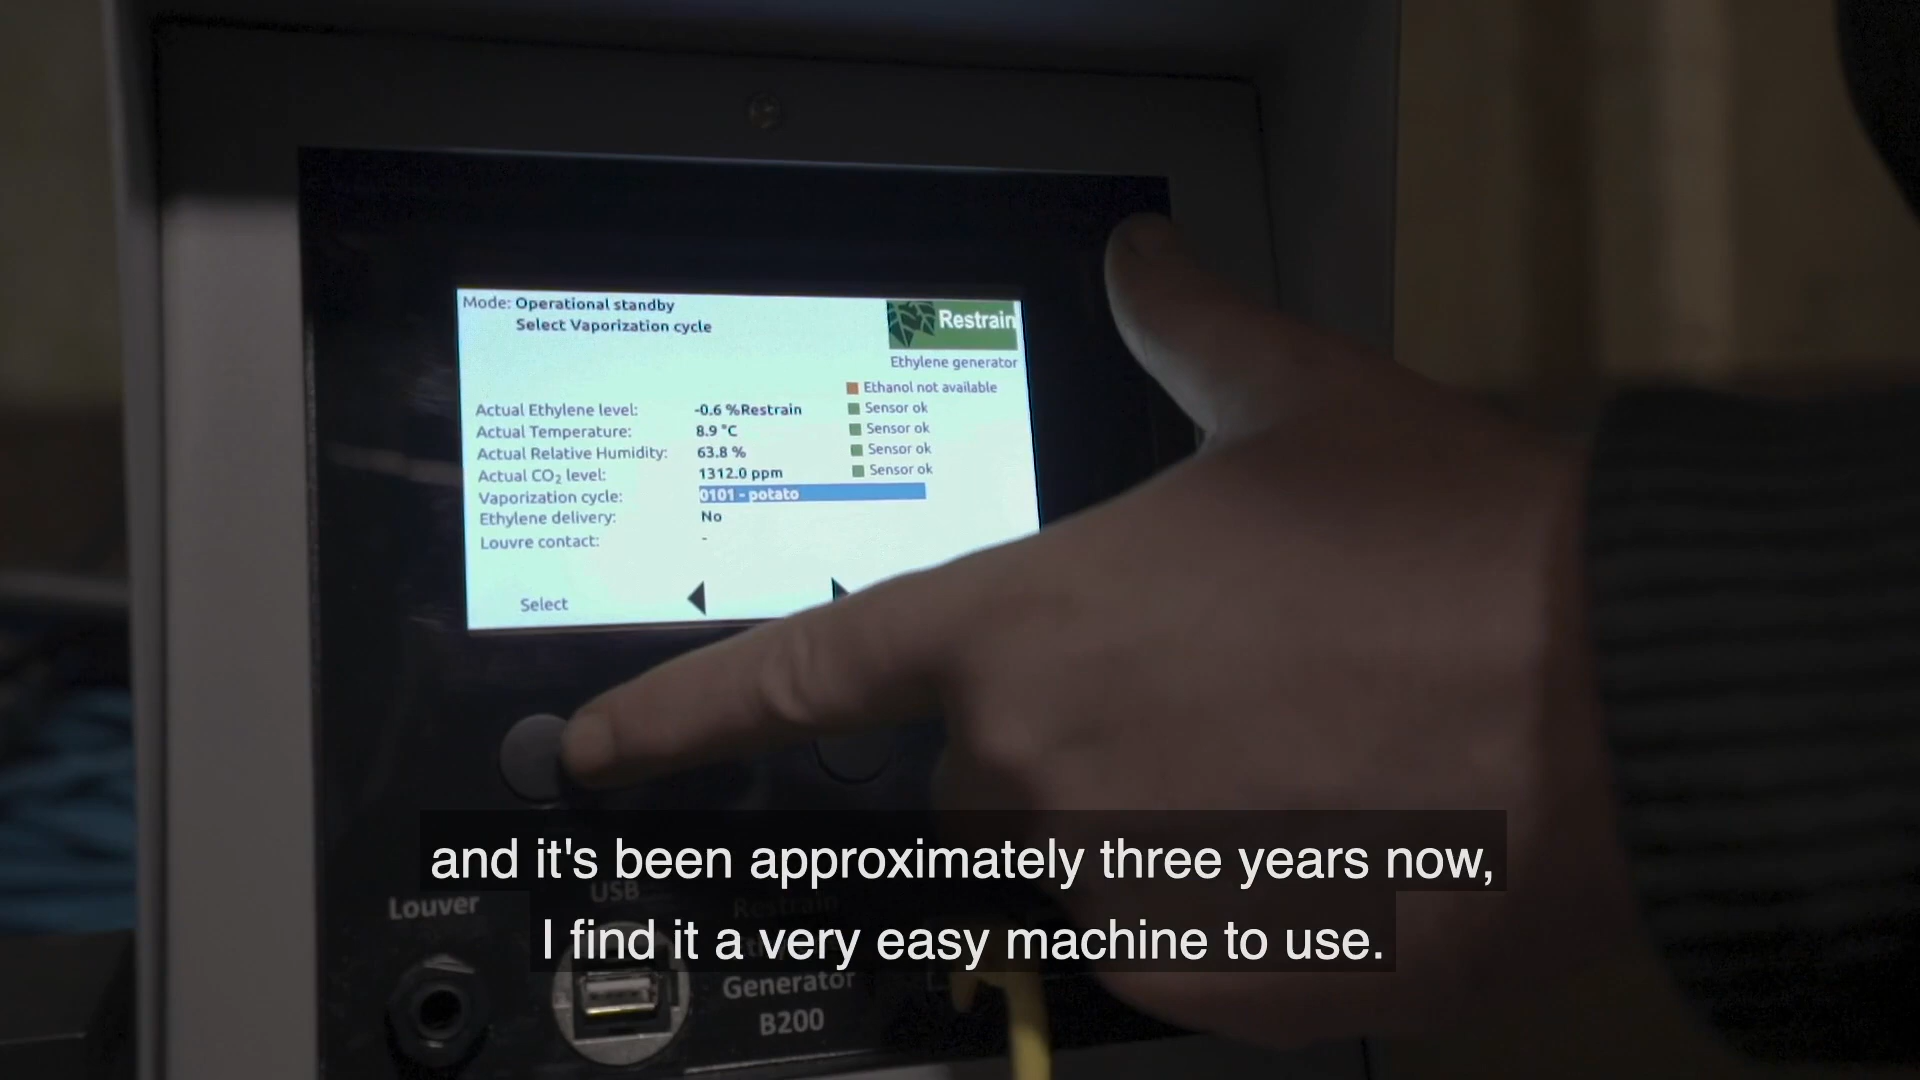 Mode: Operational standby
Select Vaporization cycle
Restrain
Ethylene generator
Ethanol not available
Actual Ethylene level: -0.6 %Restrain Sensor ok
Actual Temperature: 8.9 °C Sensor ok
Actual Relative Humidity: 63.8 % Sensor ok
Actual CO₂ level: 1312.0 ppm Sensor ok
Vaporization cycle: 0101 - potato
Ethylene delivery: No
Louvre contact: -
Select
and it's been approximately three years now,
I find it a very easy machine to use.
Louver
USB
Restrain
Generator
B200